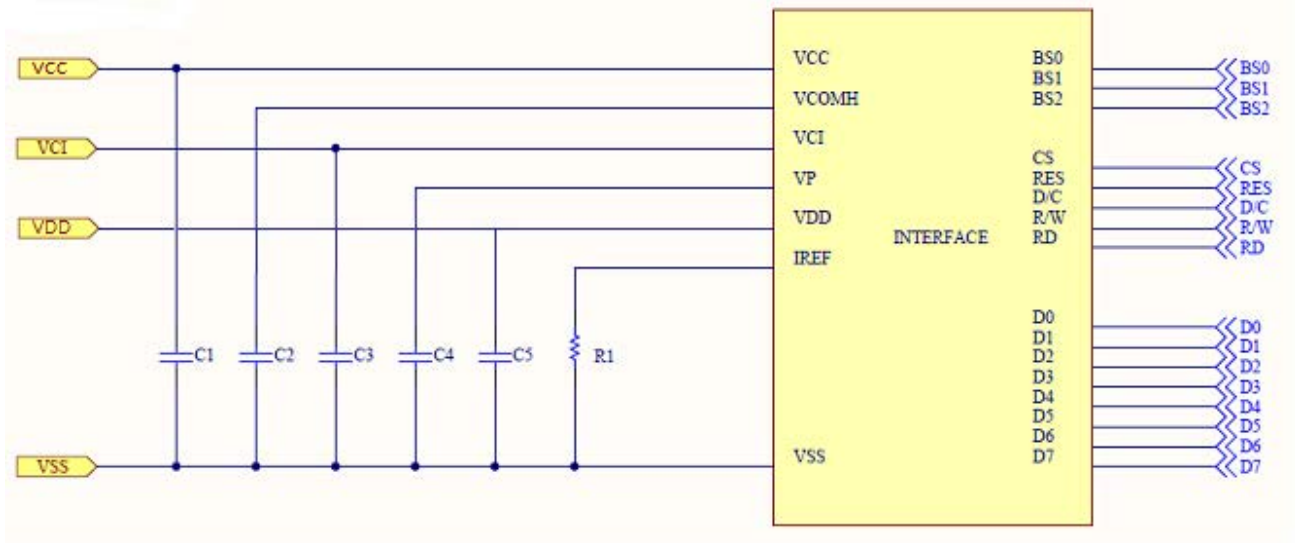 VCC
VCI
VDD
VSS
C1
C2
C3
C4
C5
R1
VCC
VCOMH
VCI
VP
VDD
IREF
VSS
INTERFACE
BS0
BS1
BS2
CS
RES
D/C
R/W
RD
D0
D1
D2
D3
D4
D5
D6
D7
BS0
BS1
BS2
CS
RES
D/C
R/W
RD
D0
D1
D2
D3
D4
D5
D6
D7